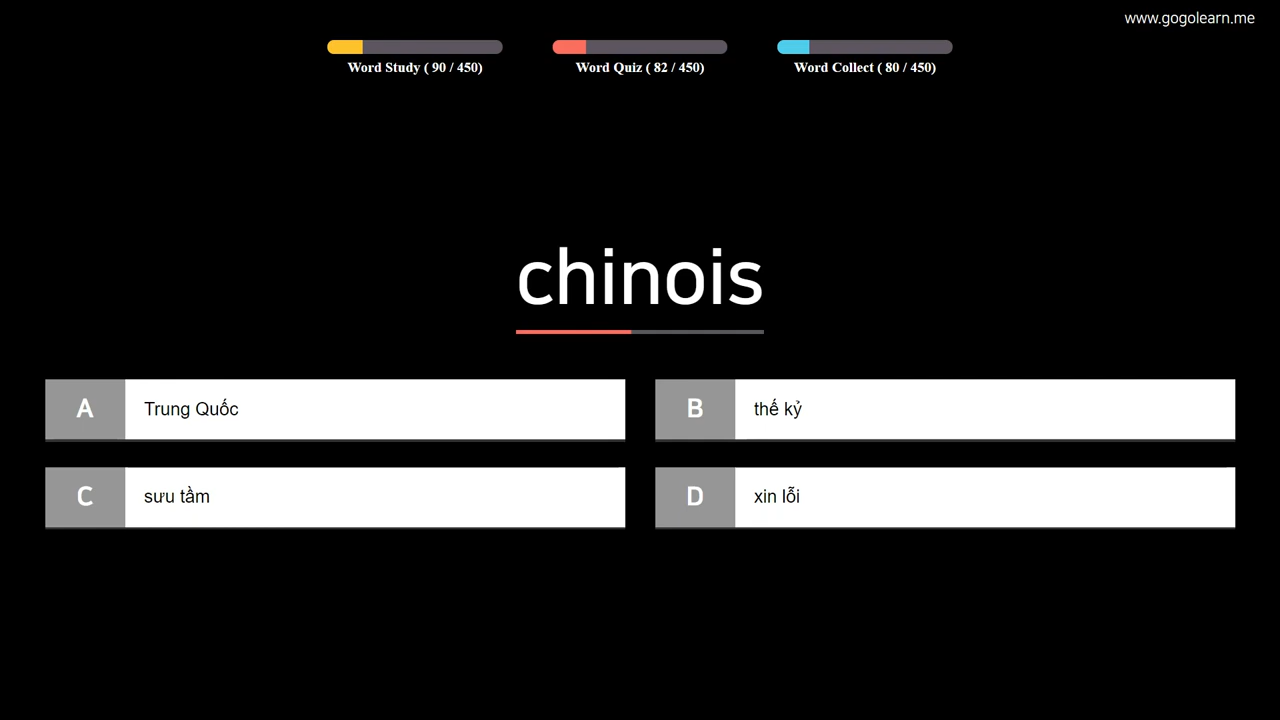 www.gogolearn.me
Word Study ( 90 / 450)
Word Quiz ( 82 / 450)
Word Collect ( 80 / 450)
chinois
A Trung Quốc
B thế kỷ
C sưu tầm
D xin lỗi